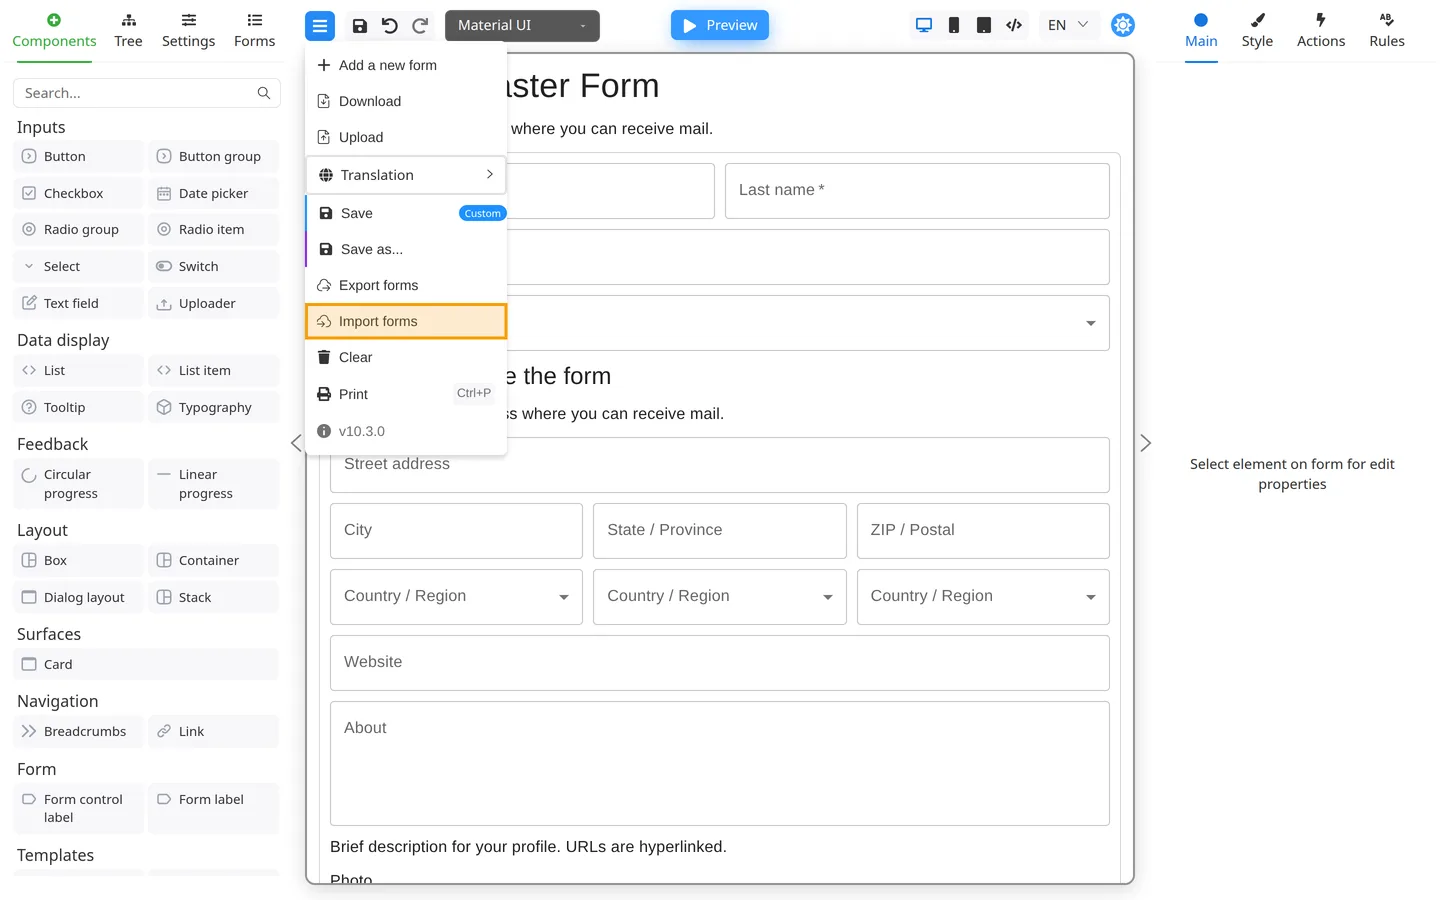 Components
Tree
Settings
Forms
Material UI
Preview
EN
Main
Style
Actions
Rules
Search...
Inputs
Button
Button group
Checkbox
Date picker
Radio group
Radio item
Select
Switch
Text field
Uploader
Data display
List
List item
Tooltip
Typography
Feedback
Circular
progress
Linear
progress
Layout
Box
Container
Dialog layout
Stack
Surfaces
Card
Navigation
Breadcrumbs
Link
Form
Form control
label
Form label
Templates
Add a new form
Download
Upload
Translation
Save
Custom
Save as...
Export forms
Import forms
Clear
Print
Ctrl+P
v10.3.0
aster Form
where you can receive mail.
Last name *
e the form
ss where you can receive mail.
Street address
City
State / Province
ZIP / Postal
Country / Region
Country / Region
Country / Region
Website
About
Brief description for your profile. URLs are hyperlinked.
Photo
Select element on form for edit
properties